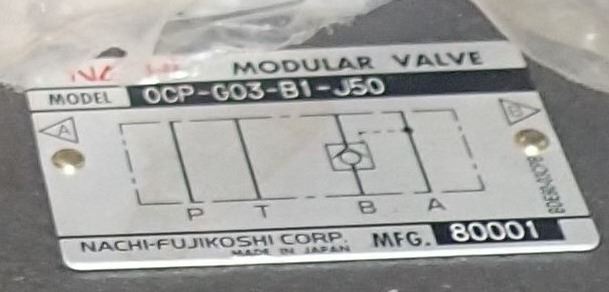 MODULAR VALVE
MODEL OCP-G03-B1-J50
A B
P T B A
NACHI-FUJIKOSHI CORP. MFG. 80001
MADE IN JAPAN